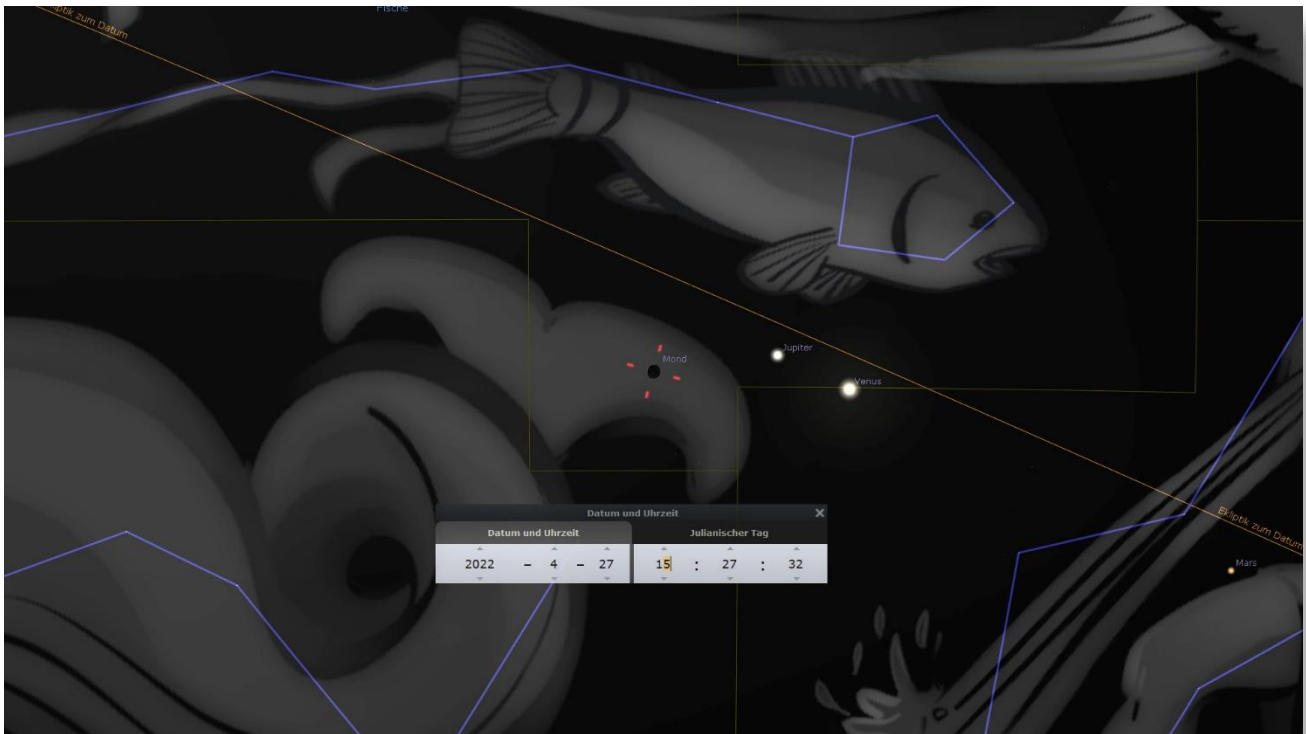 Ekliptik zum Datum
Fische
Mond
Jupiter
Venus
Ekliptik zum Datum
Mars
Datum und Uhrzeit
Datum und Uhrzeit Julianischer Tag
2022 - 4 - 27 15 : 27 : 32